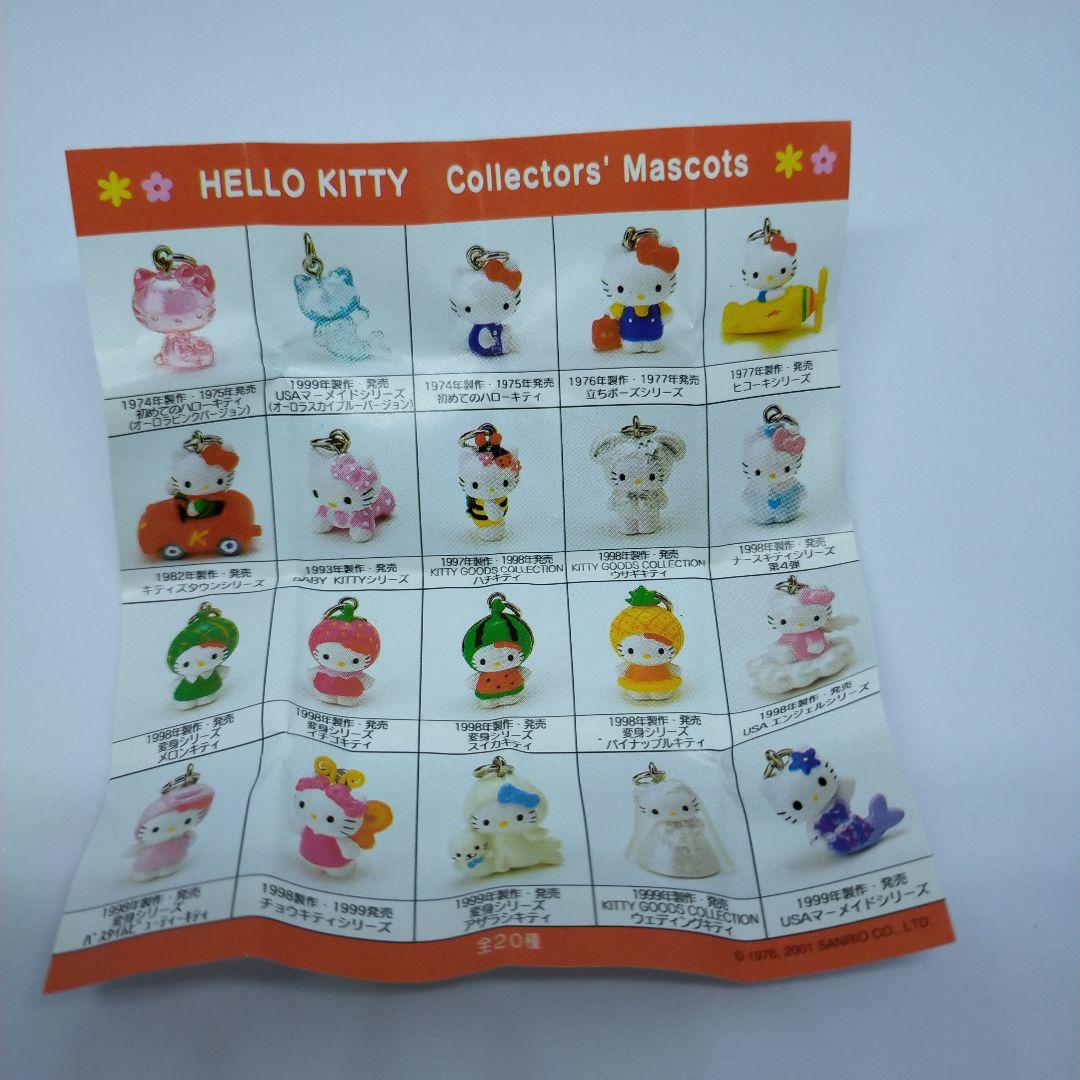 HELLO KITTY Collectors' Mascots
1974年製作・1975年発売
初めてのハローキティ
(オーロラピンクバージョン)
1999年製作・発売
USAマーメイドシリーズ
(オーロラスカイブルーバージョン)
1974年製作・1975年発売
初めてのハローキティ
1976年製作・1977年発売
立ちポーズシリーズ
1977年製作・発売
ヒコーキシリーズ
K
1982年製作・発売
キティズタウンシリーズ
1993年製作・発売
BABY KITTYシリーズ
1997年製作・1998年発売
KITTY GOODS COLLECTION
ハチキティ
1998年製作・発売
KITTY GOODS COLLECTION
ウサギキティ
1998年製作・発売
ナースキティシリーズ
第4弾
1998年製作・発売
変身シリーズ
メロンキティ
1998年製作・発売
変身シリーズ
イチゴキティ
1998年製作・発売
変身シリーズ
スイカキティ
1998年製作・発売
変身シリーズ
パイナップルキティ
1998年製作・発売
USA エンジェルシリーズ
1998年製作・発売
変身シリーズ
バスタイムビューティーキティ
1998製作・1999発売
チョウキティシリーズ
1999年製作・発売
変身シリーズ
アザラシキティ
1999年製作・発売
KITTY GOODS COLLECTION
ウェディングキティ
1999年製作・発売
USAマーメイドシリーズ
全20種
© 1976, 2001 SANRIO CO., LTD.